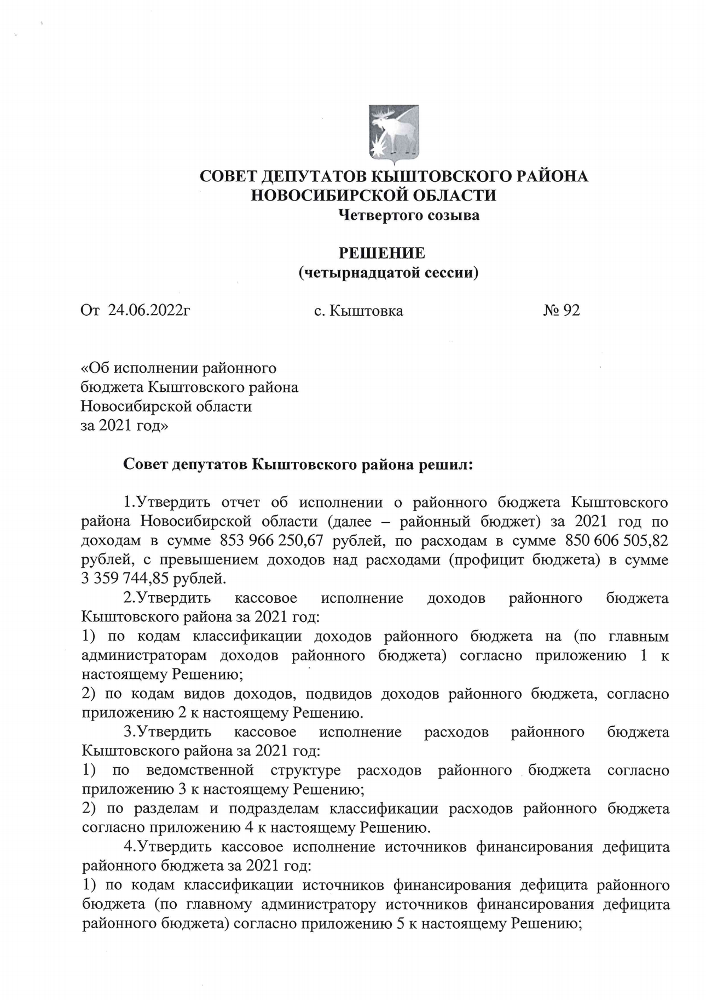 СОВЕТ ДЕПУТАТОВ КЫШТОВСКОГО РАЙОНА
НОВОСИБИРСКОЙ ОБЛАСТИ
Четвертого созыва
РЕШЕНИЕ
(четырнадцатой сессии)
От 24.06.2022г с. Кыштовка № 92
«Об исполнении районного
бюджета Кыштовского района
Новосибирской области
за 2021 год»
Совет депутатов Кыштовского района решил:
1.Утвердить отчет об исполнении о районного бюджета Кыштовского
района Новосибирской области (далее – районный бюджет) за 2021 год по
доходам в сумме 853 966 250,67 рублей, по расходам в сумме 850 606 505,82
рублей, с превышением доходов над расходами (профицит бюджета) в сумме
3 359 744,85 рублей.
2.Утвердить кассовое исполнение доходов районного бюджета
Кыштовского района за 2021 год:
1) по кодам классификации доходов районного бюджета на (по главным
администраторам доходов районного бюджета) согласно приложению 1 к
настоящему Решению;
2) по кодам видов доходов, подвидов доходов районного бюджета, согласно
приложению 2 к настоящему Решению.
3.Утвердить кассовое исполнение расходов районного бюджета
Кыштовского района за 2021 год:
1) по ведомственной структуре расходов районного бюджета согласно
приложению 3 к настоящему Решению;
2) по разделам и подразделам классификации расходов районного бюджета
согласно приложению 4 к настоящему Решению.
4.Утвердить кассовое исполнение источников финансирования дефицита
районного бюджета за 2021 год:
1) по кодам классификации источников финансирования дефицита районного
бюджета (по главному администратору источников финансирования дефицита
районного бюджета) согласно приложению 5 к настоящему Решению;